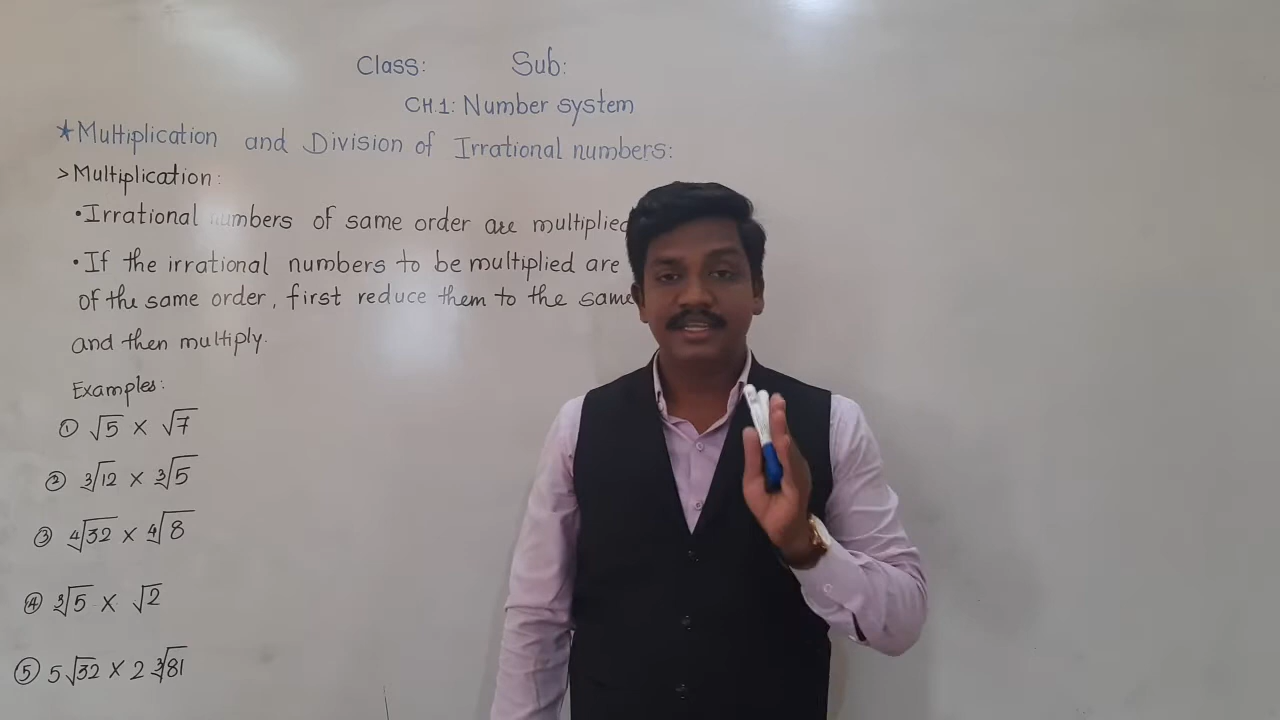 Class: Sub:
CH.1: Number system
★Multiplication and Division of Irrational numbers:
>Multiplication:
•Irrational numbers of same order are multiplied
•If the irrational numbers to be multiplied are
of the same order, first reduce them to the same
and then multiply.
Examples:
① √5 × √7
② ∛12 × ∛5
③ ∜32 × ∜8
④ ∛5 × √2
⑤ 5√32 × 2∛81